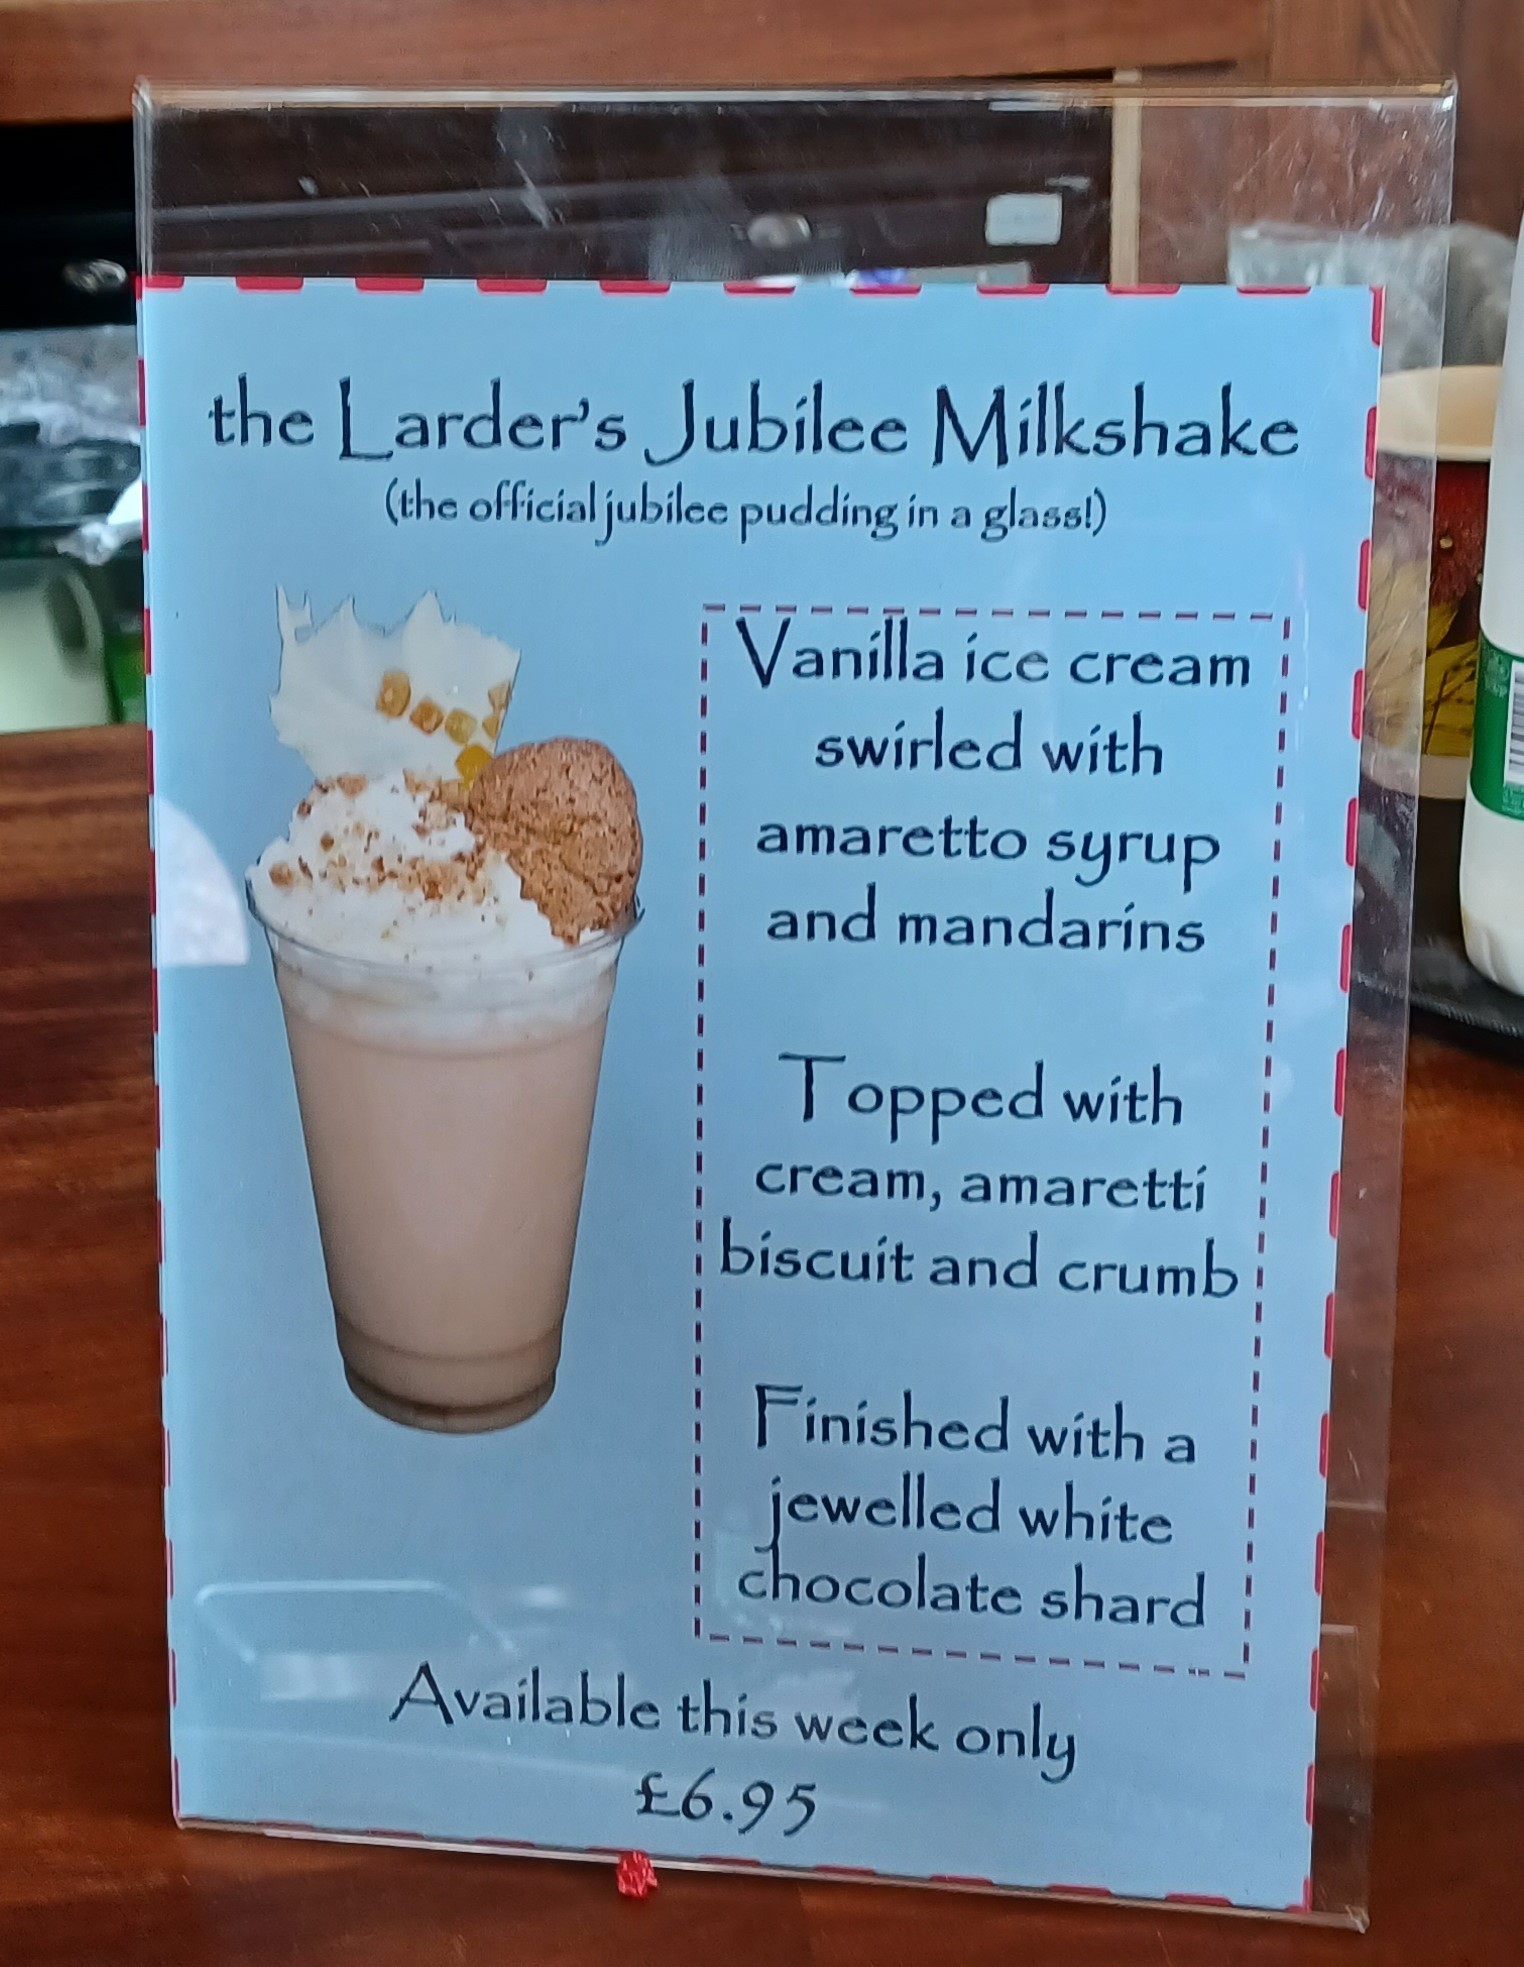 the Larder's Jubilee Milkshake
(the official jubilee pudding in a glass!)
Vanilla ice cream
swirled with
amaretto syrup
and mandarins
Topped with
cream, amaretti
biscuit and crumb
Finished with a
jewelled white
chocolate shard
Available this week only
£6.95